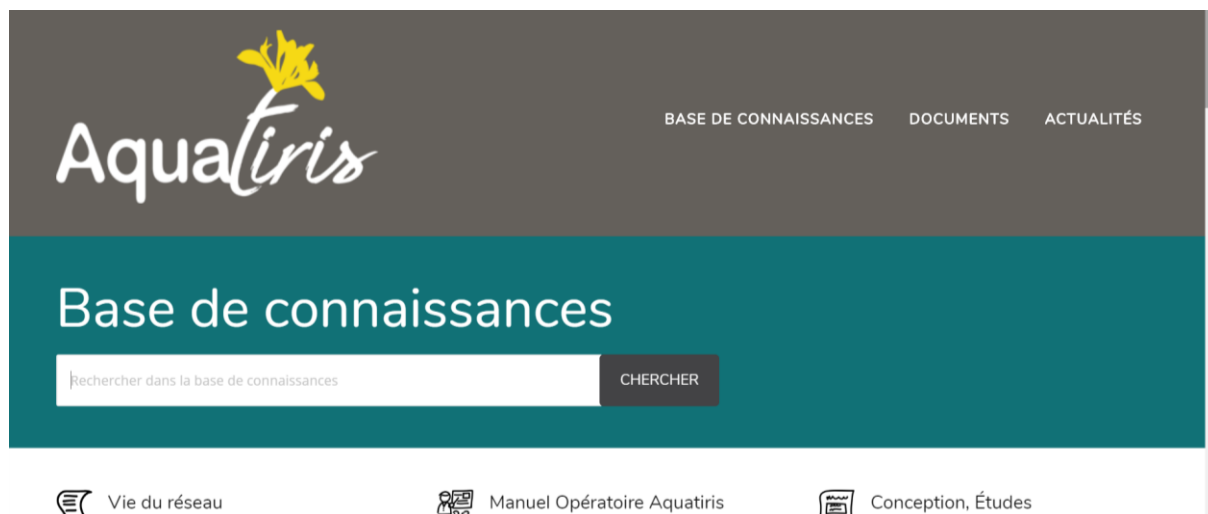 Aquatiris
BASE DE CONNAISSANCES DOCUMENTS ACTUALITÉS
Base de connaissances
Rechercher dans la base de connaissances CHERCHER
Vie du réseau Manuel Opératoire Aquatiris Conception, Études